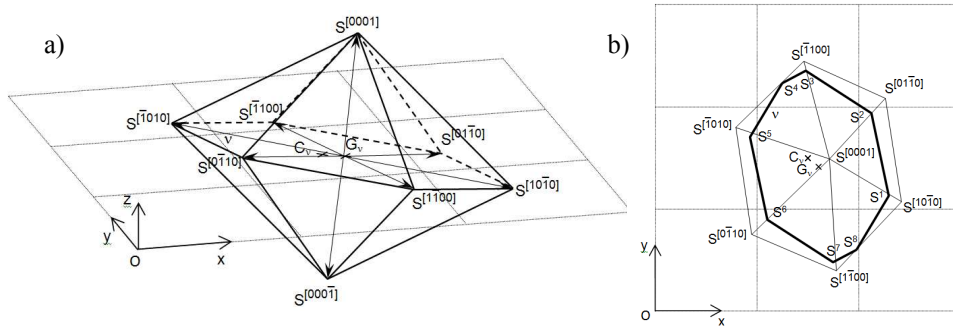 a)
S[0001]
S[1̄100]
S[1̄010]
ν
S[01̄10]
Cν
Gν
S[011̄0]
S[101̄0]
S[11̄00]
S[0001̄]
z
y
x
O
b)
S[1̄100]
S4
S3
S[011̄0]
S2
ν
S[1̄010]
S5
Cν
Gν
S[0001]
S1
S[101̄0]
S6
S[01̄10]
S7
S8
S[11̄00]
y
O
x